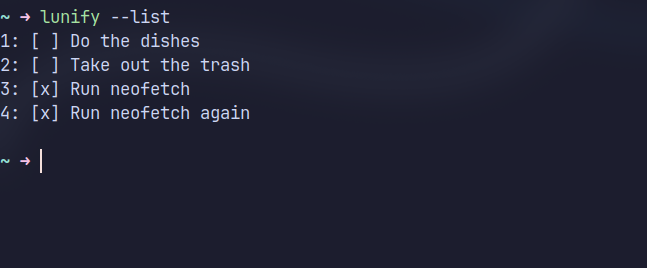 ~ → lunify --list
1: [ ] Do the dishes
2: [ ] Take out the trash
3: [x] Run neofetch
4: [x] Run neofetch again
~ →